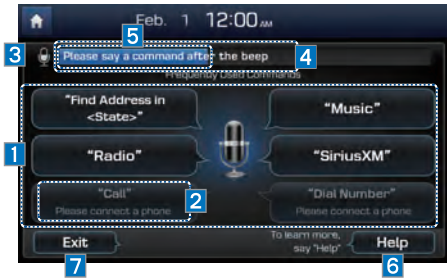 Feb. 1 12:00 AM
5
3
Please say a command after the beep
4
Frequently Used Commands
"Find Address in
<State>"
"Music"
1
"Radio"
"SiriusXM"
"Call"
Please connect a phone
2
"Dial Number"
Please connect a phone
Exit
To learn more,
say "Help"
Help
7
6